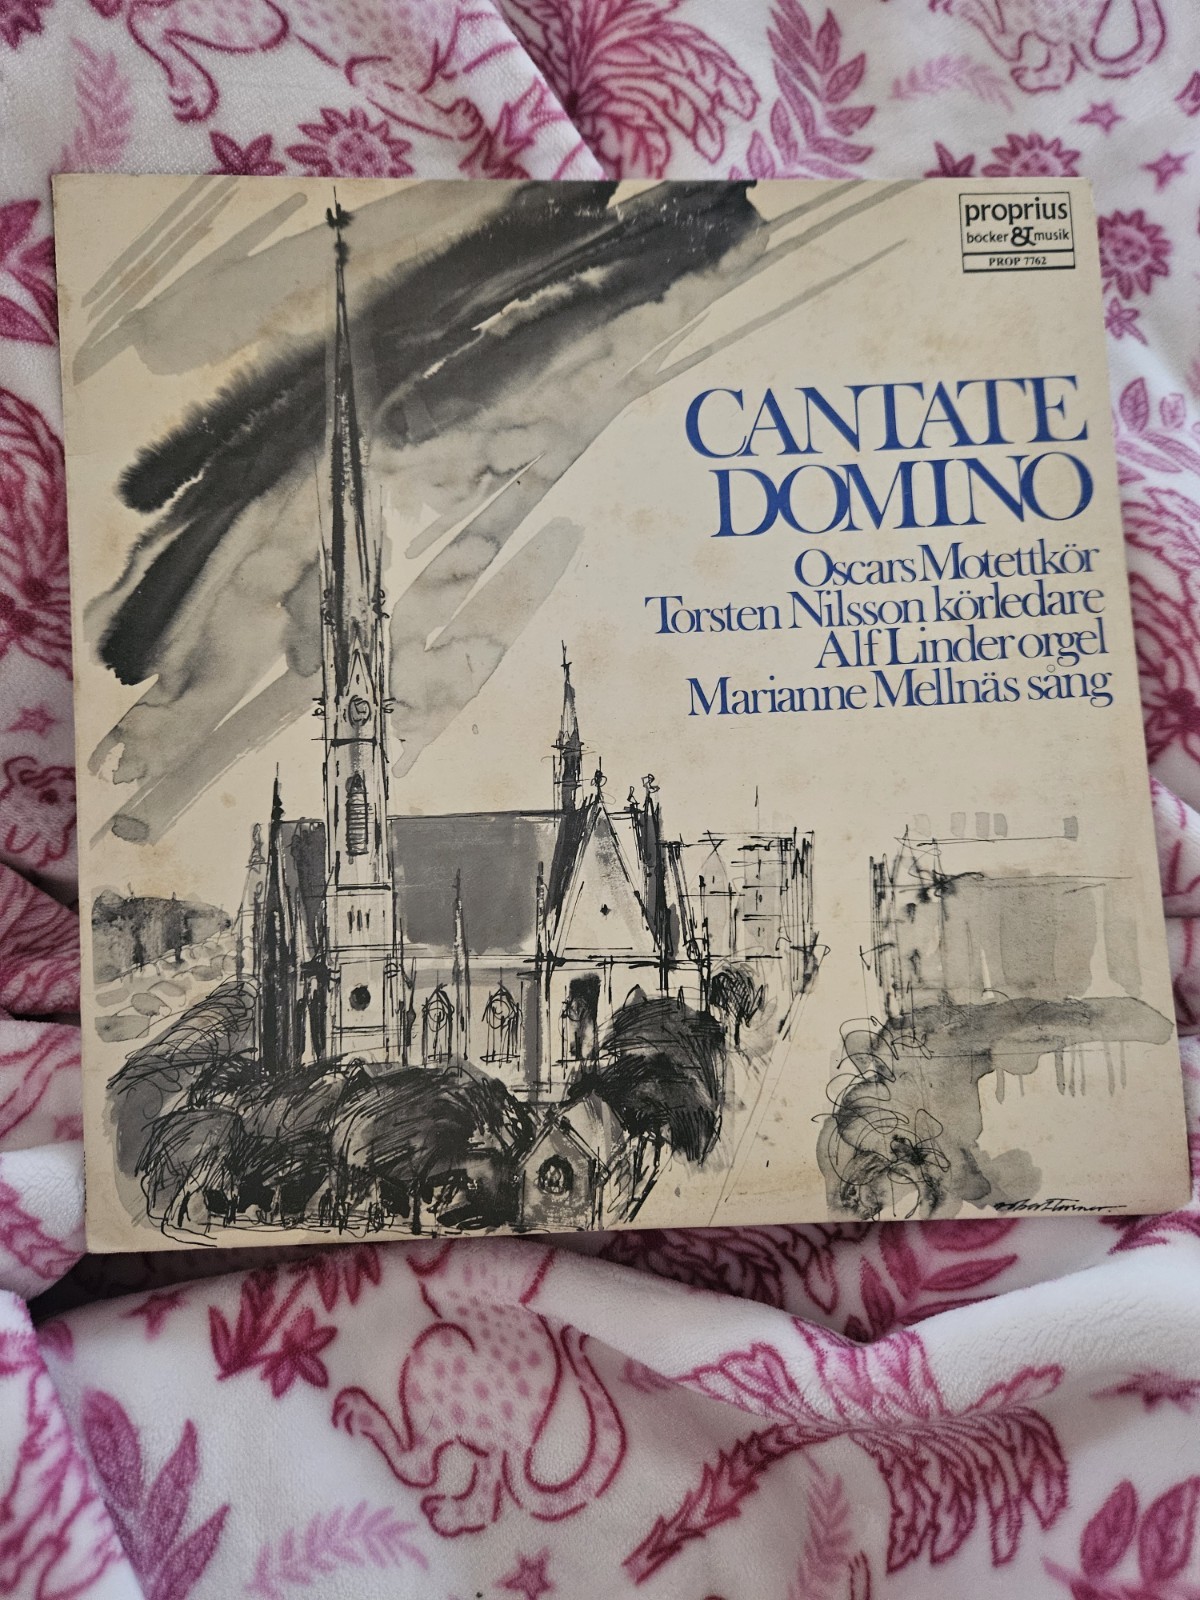 proprius
böcker & musik
PROP 7762
CANTATE
DOMINO
Oscars Motettkör
Torsten Nilsson körledare
Alf Linder orgel
Marianne Mellnäs sång